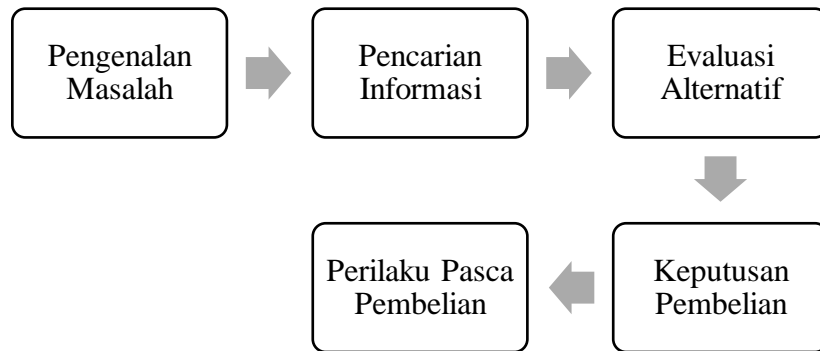 Pengenalan
Masalah
Pencarian
Informasi
Evaluasi
Alternatif
Keputusan
Pembelian
Perilaku Pasca
Pembelian